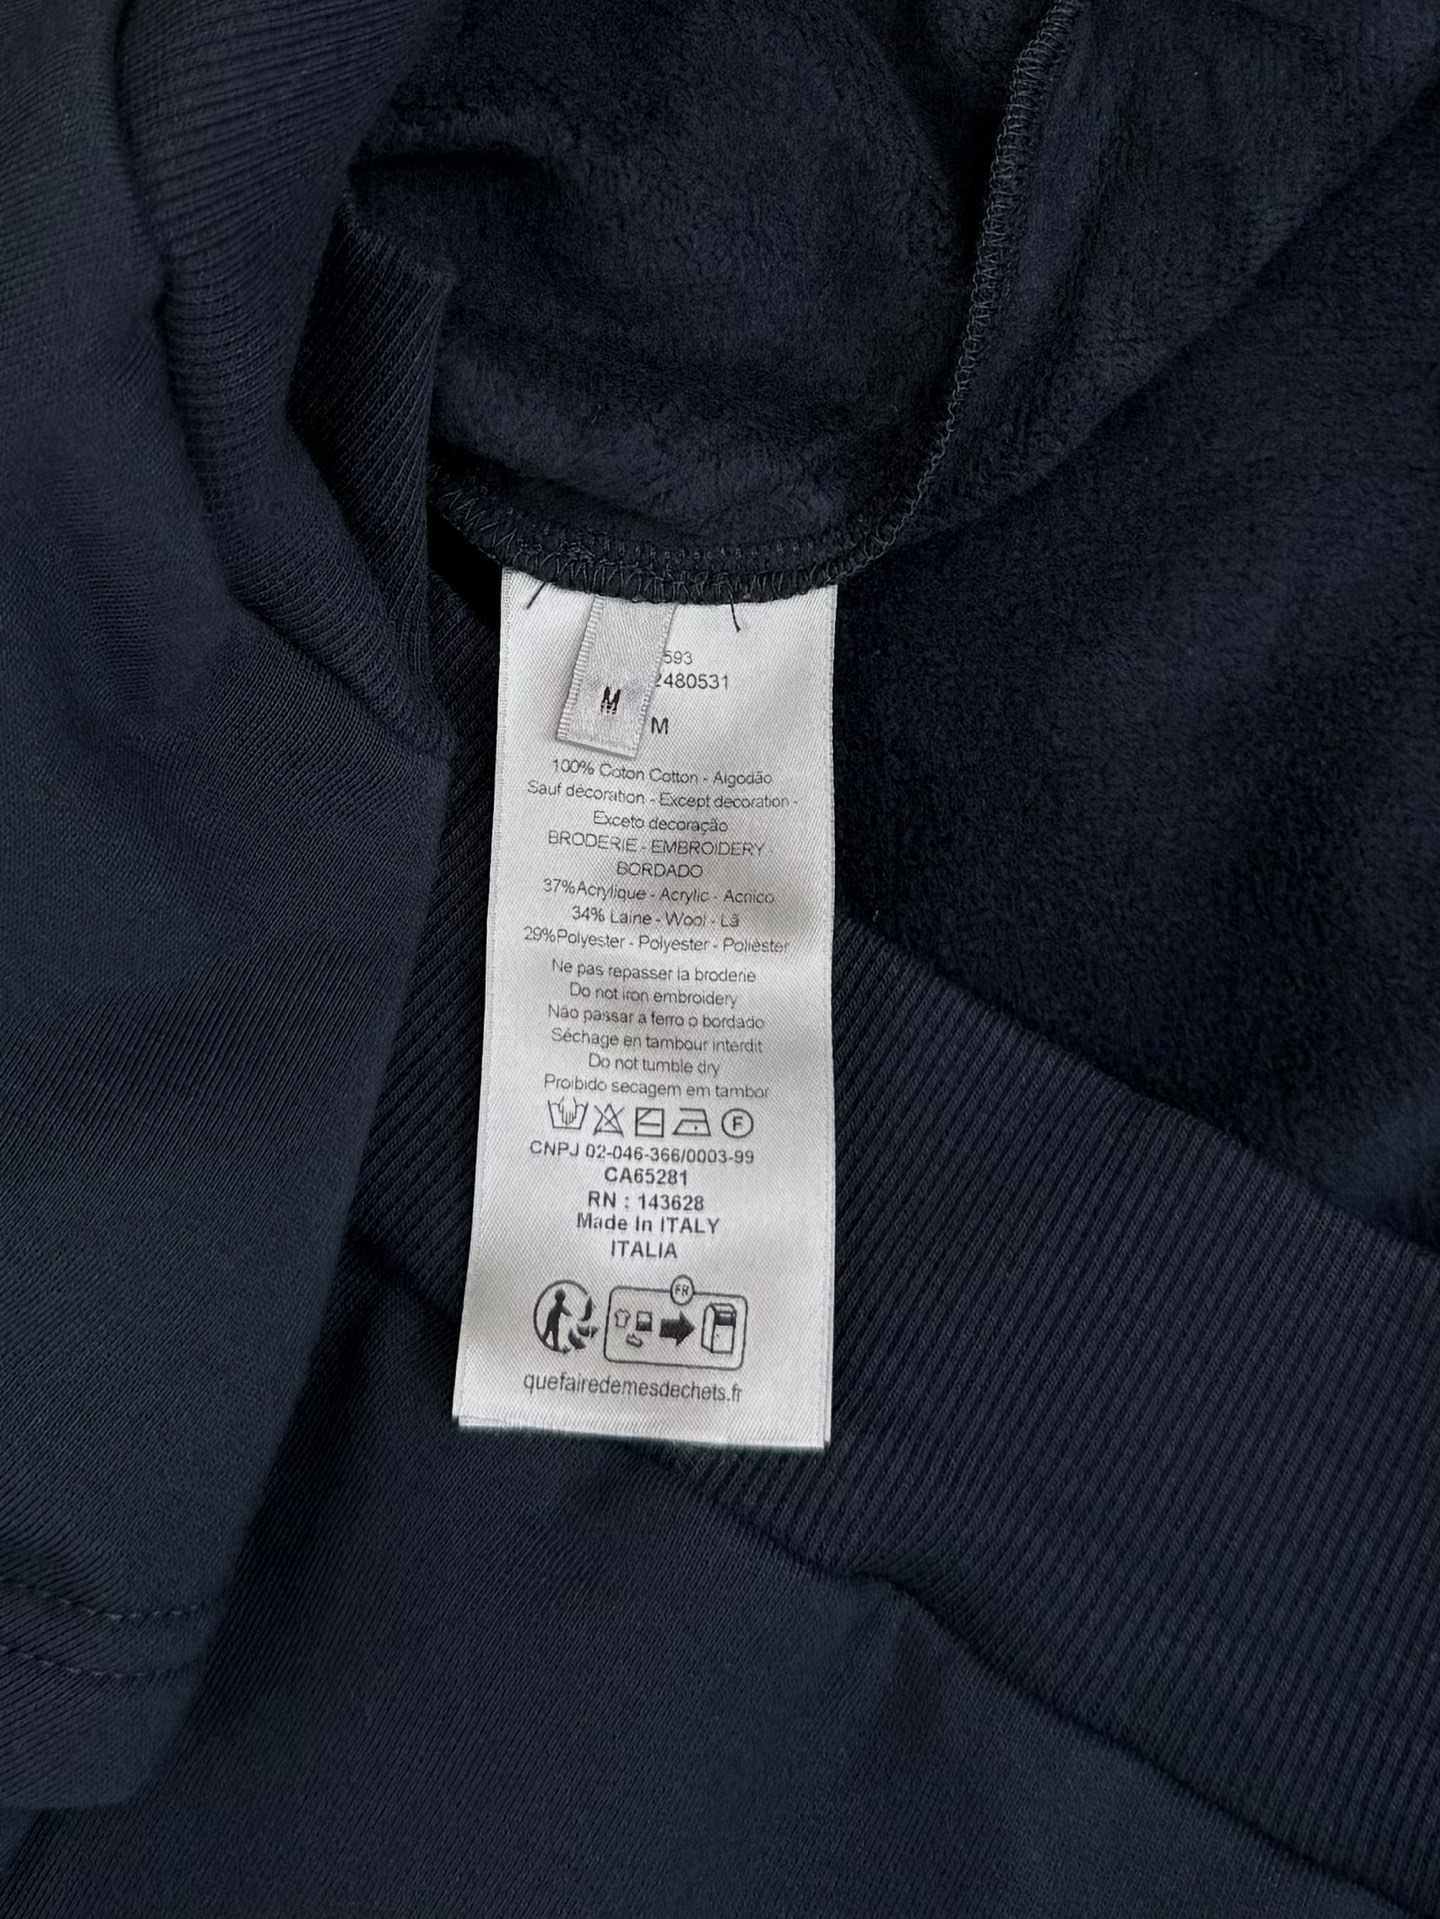 593
2480531
M
M
100% Coton Cotton - Algodão
Sauf décoration - Except decoration -
Exceto decoração
BRODERIE - EMBROIDERY -
BORDADO
37%Acrylique - Acrylic - Acrílico
34% Laine - Wool - Lã
29%Polyester - Polyester - Poliéster
Ne pas repasser la broderie
Do not iron embroidery
Não passar a ferro o bordado
Séchage en tambour interdit
Do not tumble dry
Proibido secagem em tambor
F
CNPJ 02-046-366/0003-99
CA65281
RN : 143628
Made In ITALY
ITALIA
FR
quefairedemesdechets.fr